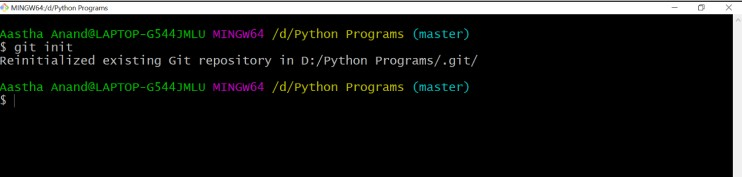 MINGW64:/d/Python Programs
Aastha Anand@LAPTOP-G544JMLU MINGW64 /d/Python Programs (master)
$ git init
Reinitialized existing Git repository in D:/Python Programs/.git/
Aastha Anand@LAPTOP-G544JMLU MINGW64 /d/Python Programs (master)
$